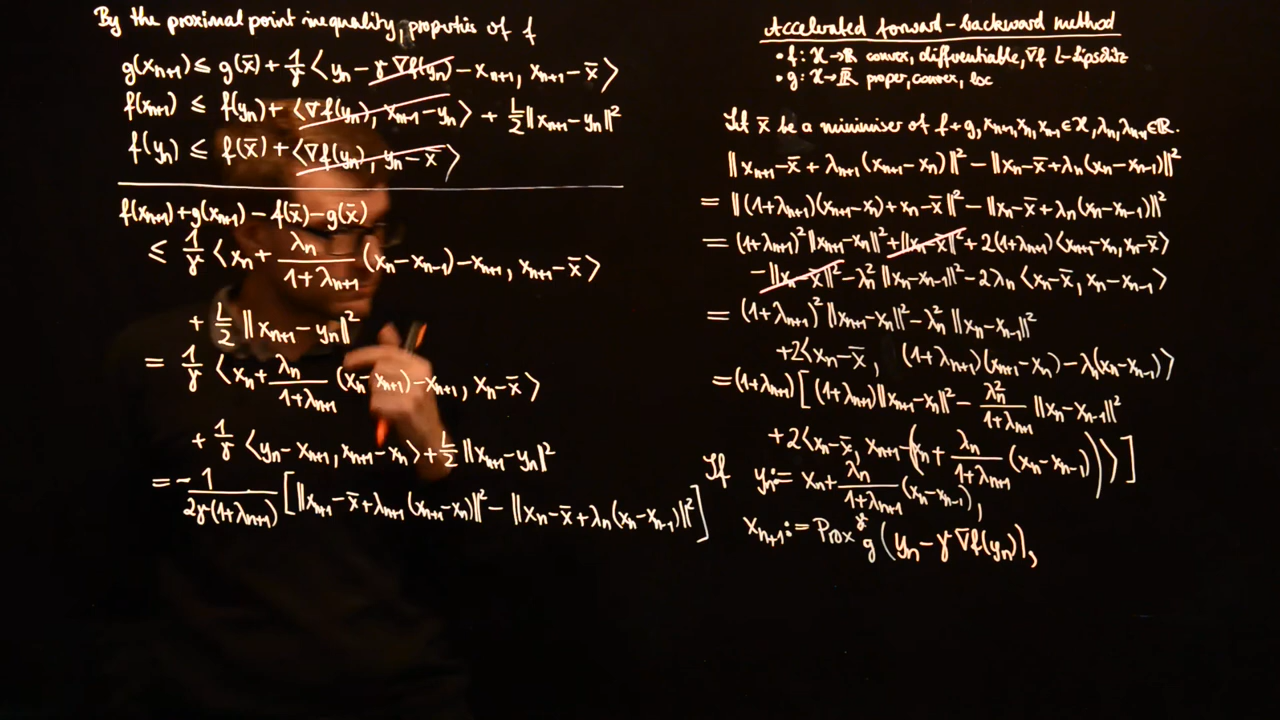 By the proximal point inequality, properties of f
g(xₙ₊₁) ≤ g(x̄) + 1/γ ⟨yₙ − γ∇f(yₙ) − xₙ₊₁, xₙ₊₁ − x̄⟩
f(xₙ₊₁) ≤ f(yₙ) + ⟨∇f(yₙ), xₙ₊₁ − yₙ⟩ + L/2 ‖xₙ₊₁ − yₙ‖²
f(yₙ) ≤ f(x̄) + ⟨∇f(yₙ), yₙ − x̄⟩
f(xₙ₊₁) + g(xₙ₊₁) − f(x̄) − g(x̄)
≤ 1/γ ⟨xₙ + λₙ/(1+λₙ₊₁) (xₙ − xₙ₋₁) − xₙ₊₁, xₙ₊₁ − x̄⟩
+ L/2 ‖xₙ₊₁ − yₙ‖²
= 1/γ ⟨xₙ + λₙ/(1+λₙ₊₁) (xₙ − xₙ₊₁) − xₙ₊₁, xₙ − x̄⟩
+ 1/γ ⟨yₙ − xₙ₊₁, xₙ₊₁ − xₙ⟩ + L/2 ‖xₙ₊₁ − yₙ‖²
= −1/(2γ(1+λₙ₊₁)) [‖xₙ₊₁ − x̄ + λₙ₊₁(xₙ₊₁ − xₙ)‖² − ‖xₙ − x̄ + λₙ(xₙ − xₙ₋₁)‖²]
Accelerated forward-backward method
• f: X → ℝ convex, differentiable, ∇f L-Lipschitz
• g: X → ℝ̄ proper, convex, lsc
Let x̄ be a minimiser of f+g, xₙ₊₁, xₙ, xₙ₋₁ ∈ X, λₙ, λₙ₊₁ ∈ ℝ.
‖xₙ₊₁ − x̄ + λₙ₊₁(xₙ₊₁ − xₙ)‖² − ‖xₙ − x̄ + λₙ(xₙ − xₙ₋₁)‖²
= ‖(1+λₙ₊₁)(xₙ₊₁ − xₙ) + xₙ − x̄‖² − ‖xₙ − x̄ + λₙ(xₙ − xₙ₋₁)‖²
= (1+λₙ₊₁)² ‖xₙ₊₁ − xₙ‖² + ‖xₙ − x̄‖² + 2(1+λₙ₊₁) ⟨xₙ₊₁ − xₙ, xₙ − x̄⟩
− ‖xₙ − x̄‖² − λₙ² ‖xₙ − xₙ₋₁‖² − 2λₙ ⟨xₙ − x̄, xₙ − xₙ₋₁⟩
= (1+λₙ₊₁)² ‖xₙ₊₁ − xₙ‖² − λₙ² ‖xₙ − xₙ₋₁‖²
+ 2⟨xₙ − x̄, (1+λₙ₊₁)(xₙ₊₁ − xₙ) − λₙ(xₙ − xₙ₋₁)⟩
= (1+λₙ₊₁) [(1+λₙ₊₁)‖xₙ₊₁ − xₙ‖² − λₙ²/(1+λₙ₊₁) ‖xₙ − xₙ₋₁‖²
+ 2⟨xₙ − x̄, xₙ₊₁ − (xₙ + λₙ/(1+λₙ₊₁) (xₙ − xₙ₋₁))⟩]
If yₙ := xₙ + λₙ/(1+λₙ₊₁) (xₙ − xₙ₋₁),
xₙ₊₁ := Prox^γ_g (yₙ − γ∇f(yₙ)),